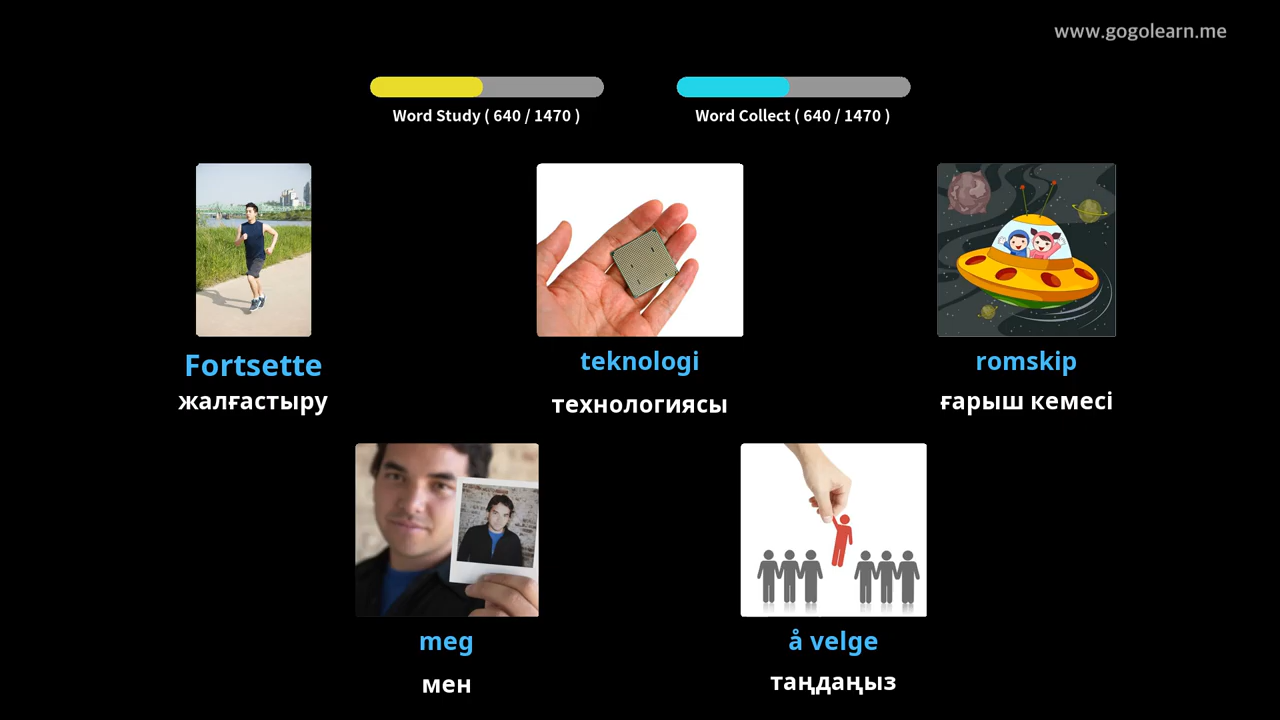 www.gogolearn.me
Word Study ( 640 / 1470 )
Word Collect ( 640 / 1470 )
Fortsette
жалғастыру
teknologi
технологиясы
romskip
ғарыш кемесі
meg
мен
å velge
таңдаңыз